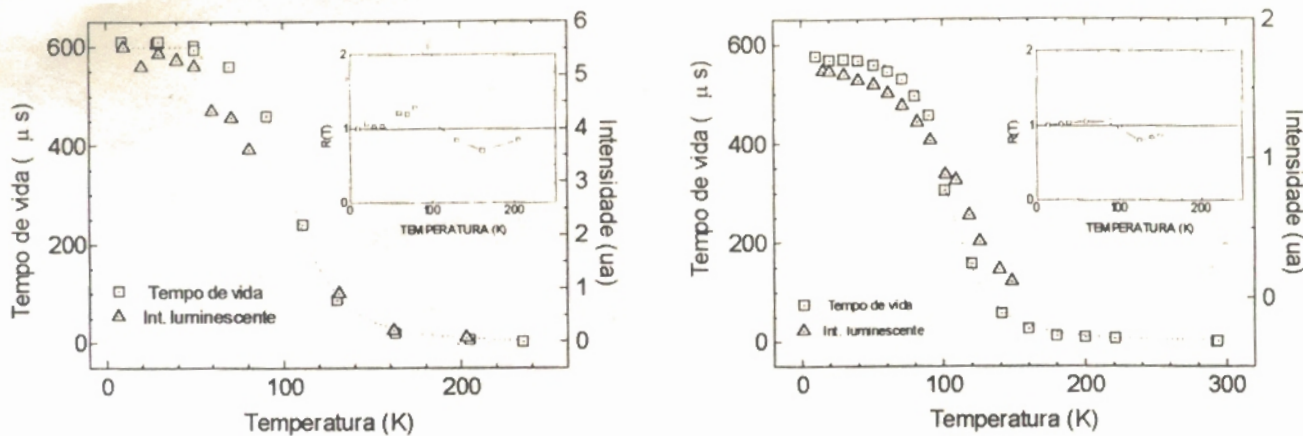 6
600
400
200
0
Tempo de vida ( μ s)
5
4
3
2
1
0
Intensidade (ua)
2
1
0
R(T)
0
100
200
TEMPERATURA (K)
Tempo de vida
Int. luminescente
0
100
200
Temperatura (K)
2
600
400
200
0
Tempo de vida ( μ s)
1
0
Intensidade (ua)
2
1
0
R(T)
0
100
200
TEMPERATURA (K)
Tempo de vida
Int. luminescente
0
100
200
300
Temperatura (K)